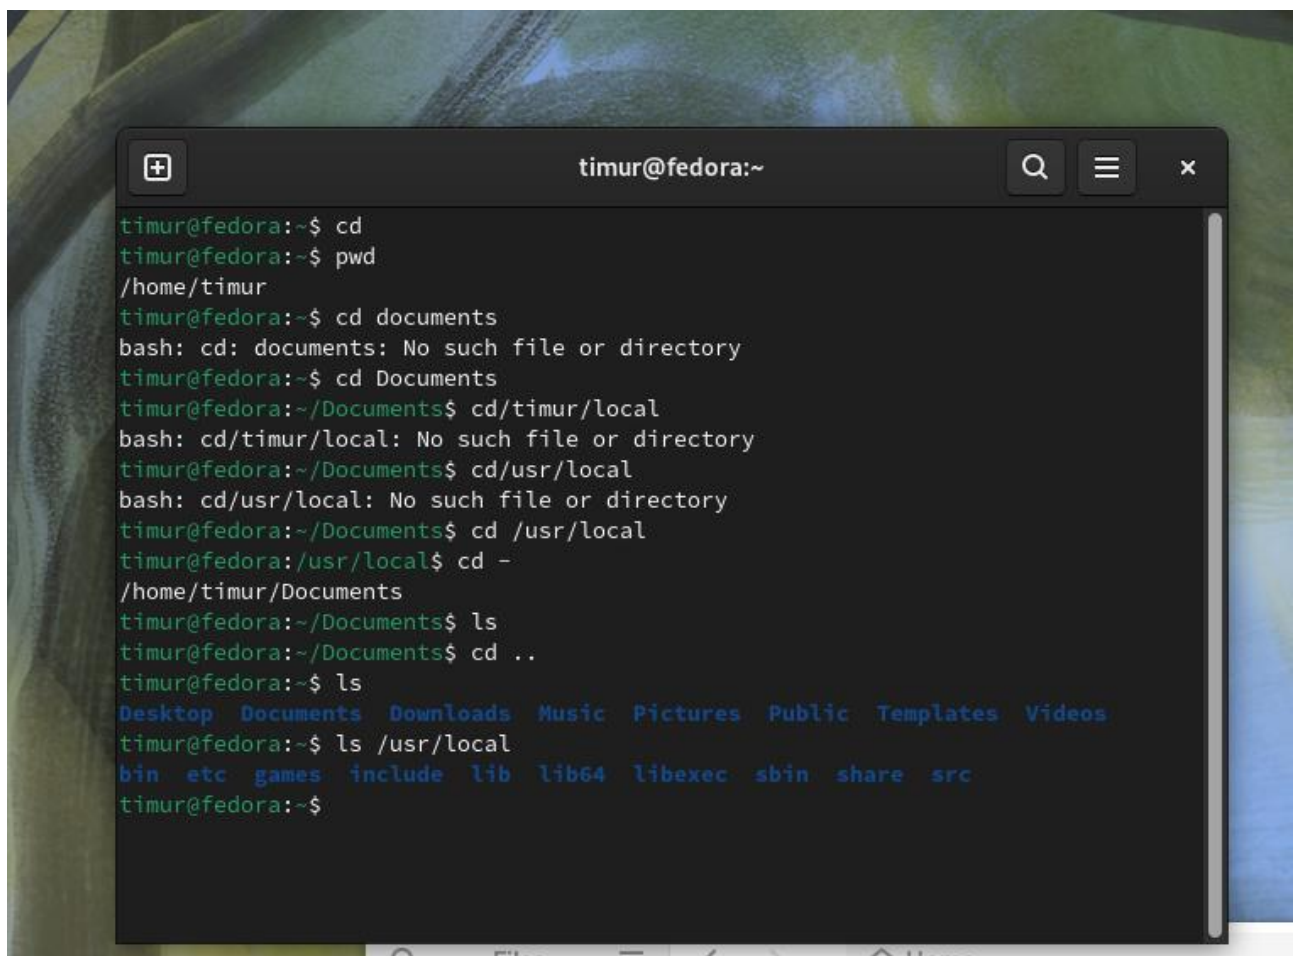 timur@fedora:~
timur@fedora:~$ cd
timur@fedora:~$ pwd
/home/timur
timur@fedora:~$ cd documents
bash: cd: documents: No such file or directory
timur@fedora:~$ cd Documents
timur@fedora:~/Documents$ cd/timur/local
bash: cd/timur/local: No such file or directory
timur@fedora:~/Documents$ cd/usr/local
bash: cd/usr/local: No such file or directory
timur@fedora:~/Documents$ cd /usr/local
timur@fedora:/usr/local$ cd -
/home/timur/Documents
timur@fedora:~/Documents$ ls
timur@fedora:~/Documents$ cd ..
timur@fedora:~$ ls
Desktop Documents Downloads Music Pictures Public Templates Videos
timur@fedora:~$ ls /usr/local
bin etc games include lib lib64 libexec sbin share src
timur@fedora:~$